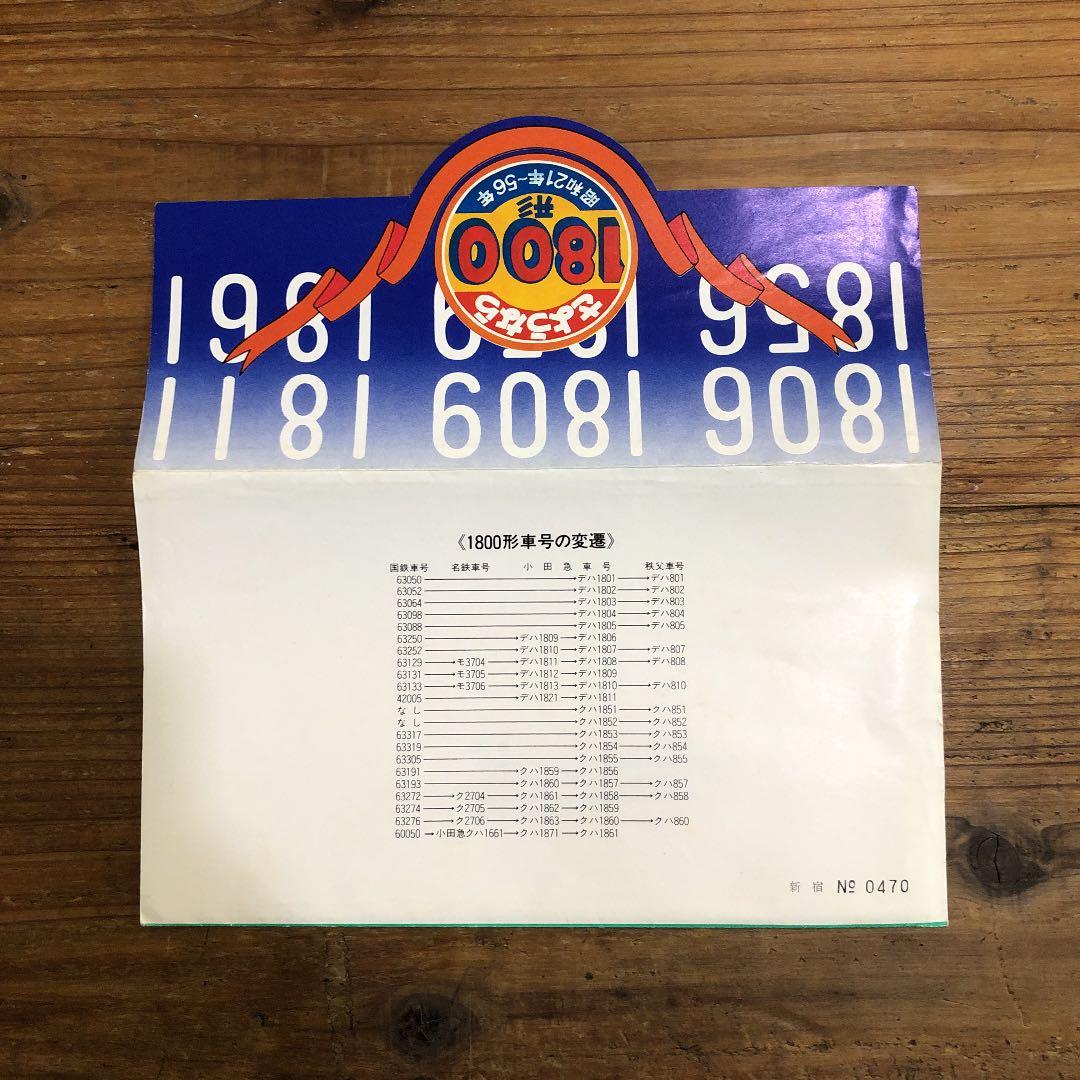 1806 1809 1811
1856 1859 1861
さようなら
1800
形
昭和21年~56年
《1800形車号の変遷》
国鉄車号 名鉄車号 小田急車号 秩父車号
63050→デハ1801→デハ801
63052→デハ1802→デハ802
63064→デハ1803→デハ803
63098→デハ1804→デハ804
63088→デハ1805→デハ805
63250→デハ1809→デハ1806
63252→デハ1810→デハ1807→デハ807
63129→モ3704→デハ1811→デハ1808→デハ808
63131→モ3705→デハ1812→デハ1809
63133→モ3706→デハ1813→デハ1810→デハ810
42005→デハ1821→デハ1811
なし→クハ1851→クハ851
なし→クハ1852→クハ852
63317→クハ1853→クハ853
63319→クハ1854→クハ854
63305→クハ1855→クハ855
63191→クハ1859→クハ1856
63193→クハ1860→クハ1857→クハ857
63272→ク2704→クハ1861→クハ1858→クハ858
63274→ク2705→クハ1862→クハ1859
63276→ク2706→クハ1863→クハ1860→クハ860
60050→小田急クハ1661→クハ1871→クハ1861
新宿 № 0470